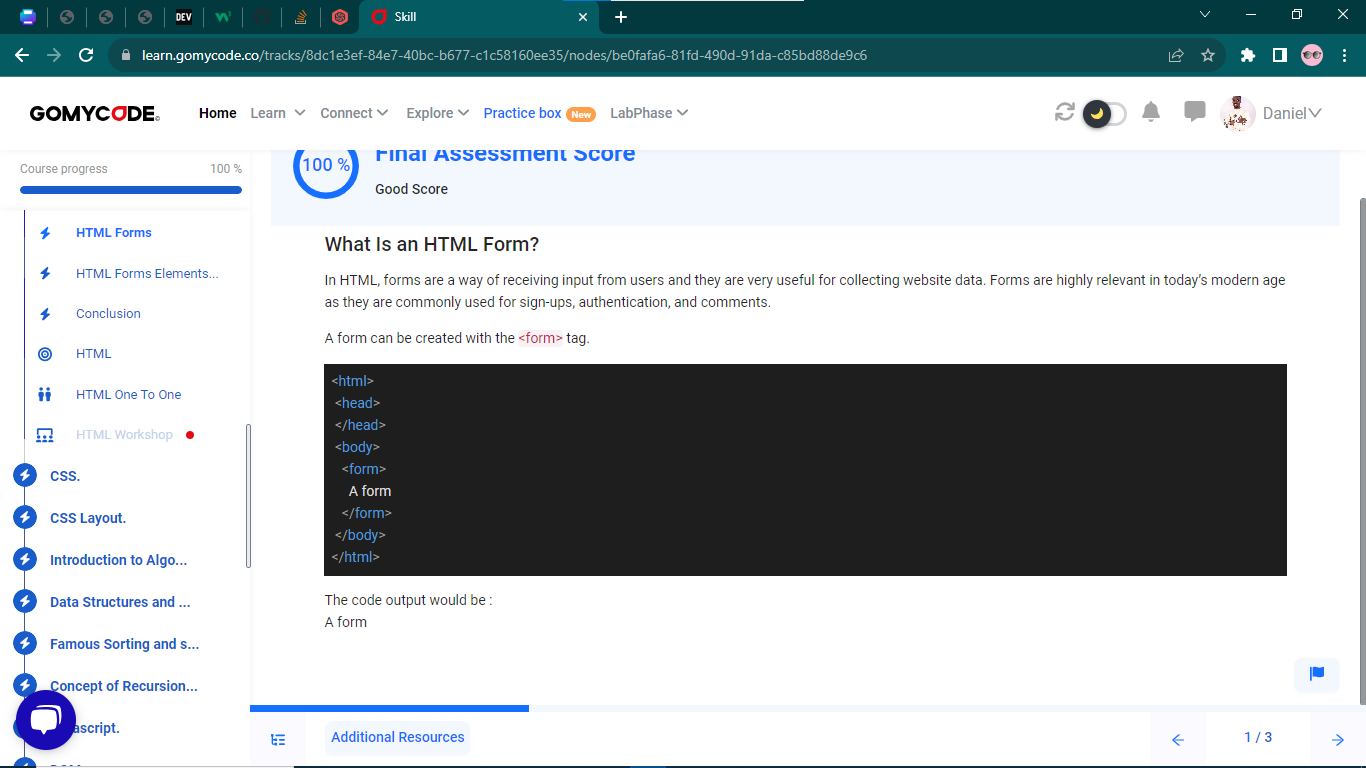 DEV
Skill
learn.gomycode.co/tracks/8dc1e3ef-84e7-40bc-b677-c1c58160ee35/nodes/be0fafa6-81fd-490d-91da-c85bd88de9c6
GOMYCODE
Home Learn Connect Explore Practice box New LabPhase Daniel
Course progress 100 %
HTML Forms
HTML Forms Elements...
Conclusion
HTML
HTML One To One
HTML Workshop
CSS.
CSS Layout.
Introduction to Algo...
Data Structures and ...
Famous Sorting and s...
Concept of Recursion...
ascript.
100 %
Final Assessment Score
Good Score
What Is an HTML Form?
In HTML, forms are a way of receiving input from users and they are very useful for collecting website data. Forms are highly relevant in today's modern age
as they are commonly used for sign-ups, authentication, and comments.
A form can be created with the <form> tag.
<html>
<head>
</head>
<body>
<form>
A form
</form>
</body>
</html>
The code output would be :
A form
Additional Resources
1 / 3